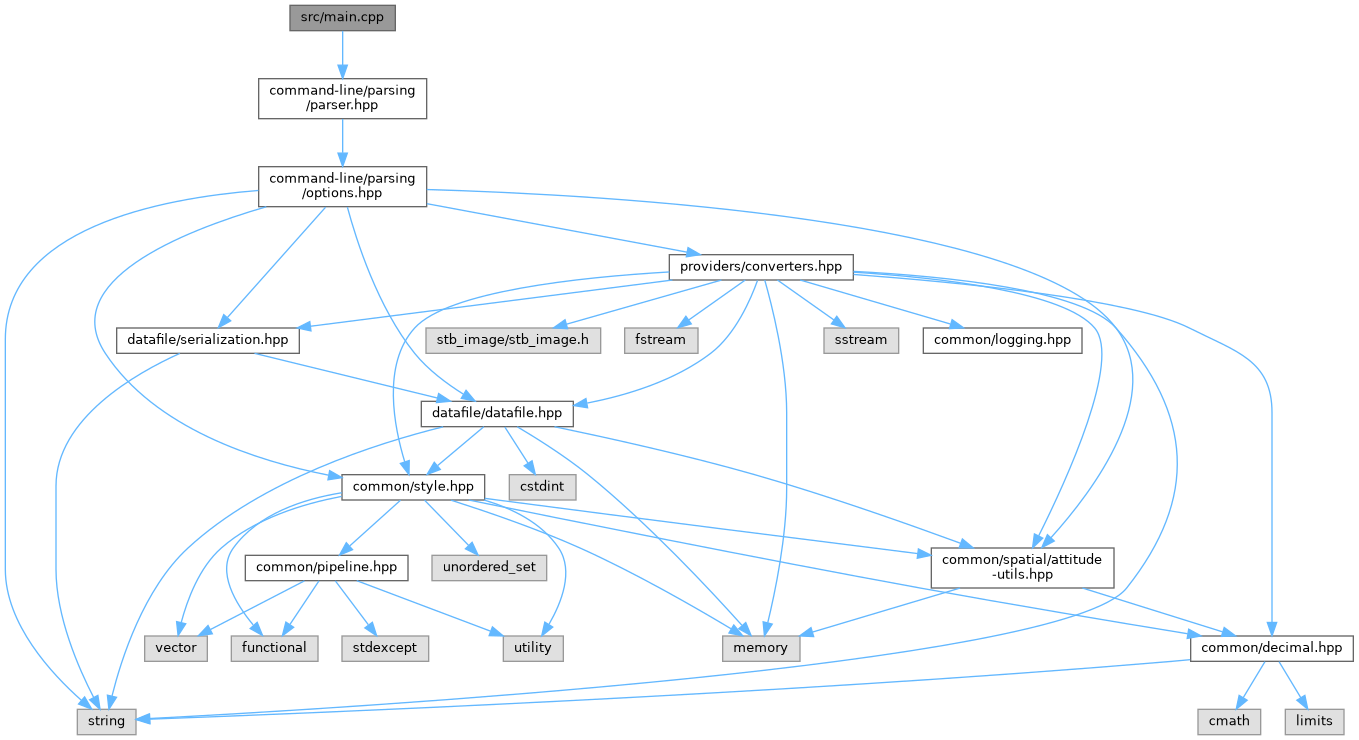 src/main.cpp
command-line/parsing
/parser.hpp
command-line/parsing
/options.hpp
providers/converters.hpp
datafile/serialization.hpp
stb_image/stb_image.h
fstream
sstream
common/logging.hpp
datafile/datafile.hpp
common/style.hpp
cstdint
common/pipeline.hpp
unordered_set
common/spatial/attitude
-utils.hpp
vector
functional
stdexcept
utility
memory
common/decimal.hpp
string
cmath
limits